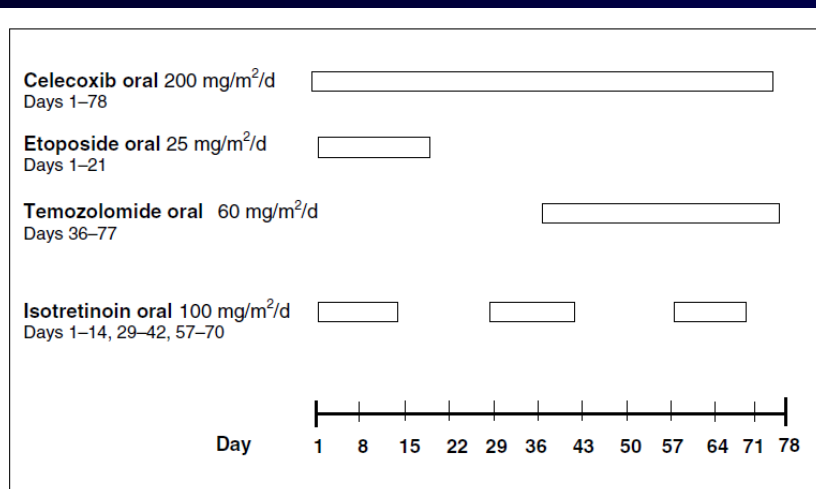 Celecoxib oral 200 mg/m²/d
Days 1–78
Etoposide oral 25 mg/m²/d
Days 1–21
Temozolomide oral 60 mg/m²/d
Days 36–77
Isotretinoin oral 100 mg/m²/d
Days 1–14, 29–42, 57–70
Day 1 8 15 22 29 36 43 50 57 64 71 78